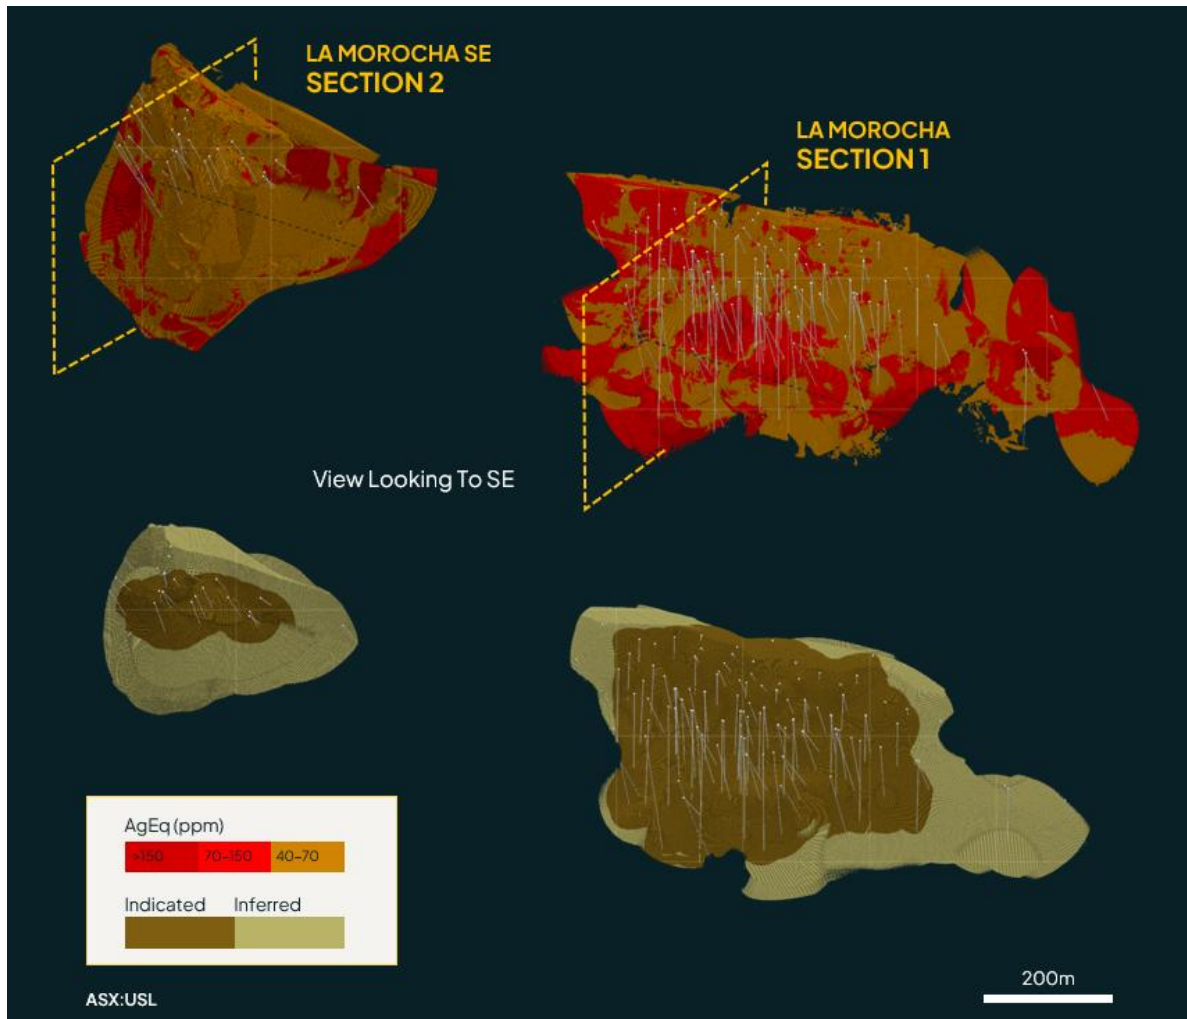 LA MOROCHA SE
SECTION 2
LA MOROCHA
SECTION 1
View Looking To SE
AgEq (ppm)
>150 70-150 40-70
Indicated Inferred
ASX:USL
200m